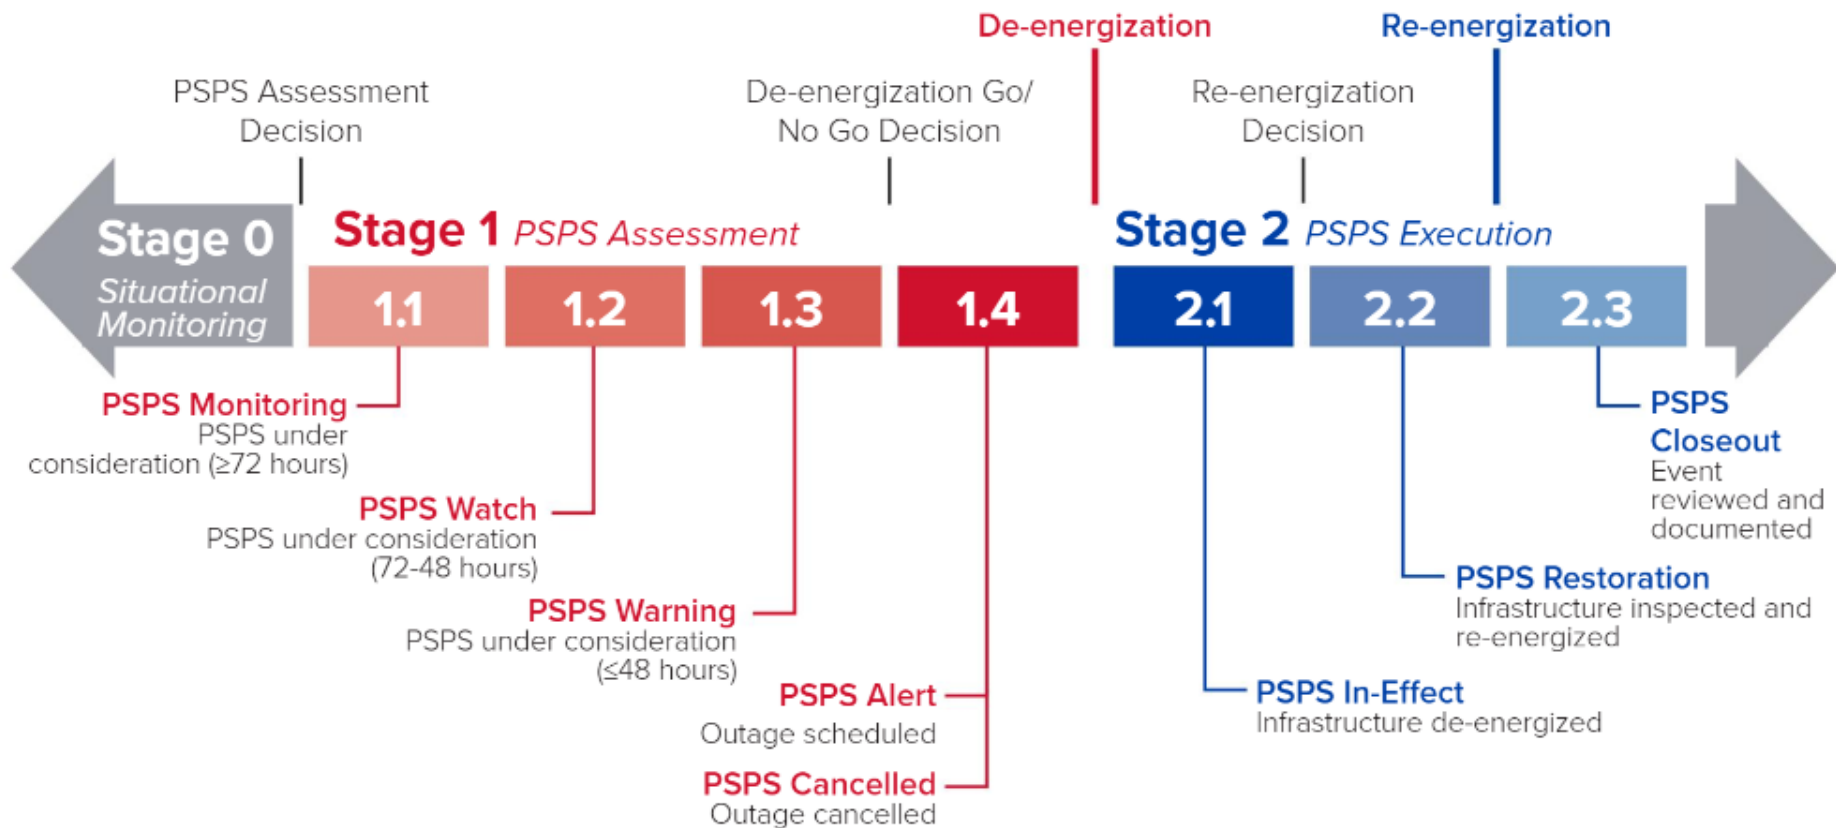 De-energization
Re-energization
PSPS Assessment
Decision
De-energization Go/
No Go Decision
Re-energization
Decision
Stage 0
Situational
Monitoring
Stage 1 PSPS Assessment
Stage 2 PSPS Execution
1.1
1.2
1.3
1.4
2.1
2.2
2.3
PSPS Monitoring
PSPS under
consideration (≥72 hours)
PSPS Watch
PSPS under consideration
(72-48 hours)
PSPS Warning
PSPS under consideration
(≤48 hours)
PSPS Alert
Outage scheduled
PSPS Cancelled
Outage cancelled
PSPS In-Effect
Infrastructure de-energized
PSPS Restoration
Infrastructure inspected and
re-energized
PSPS
Closeout
Event
reviewed and
documented